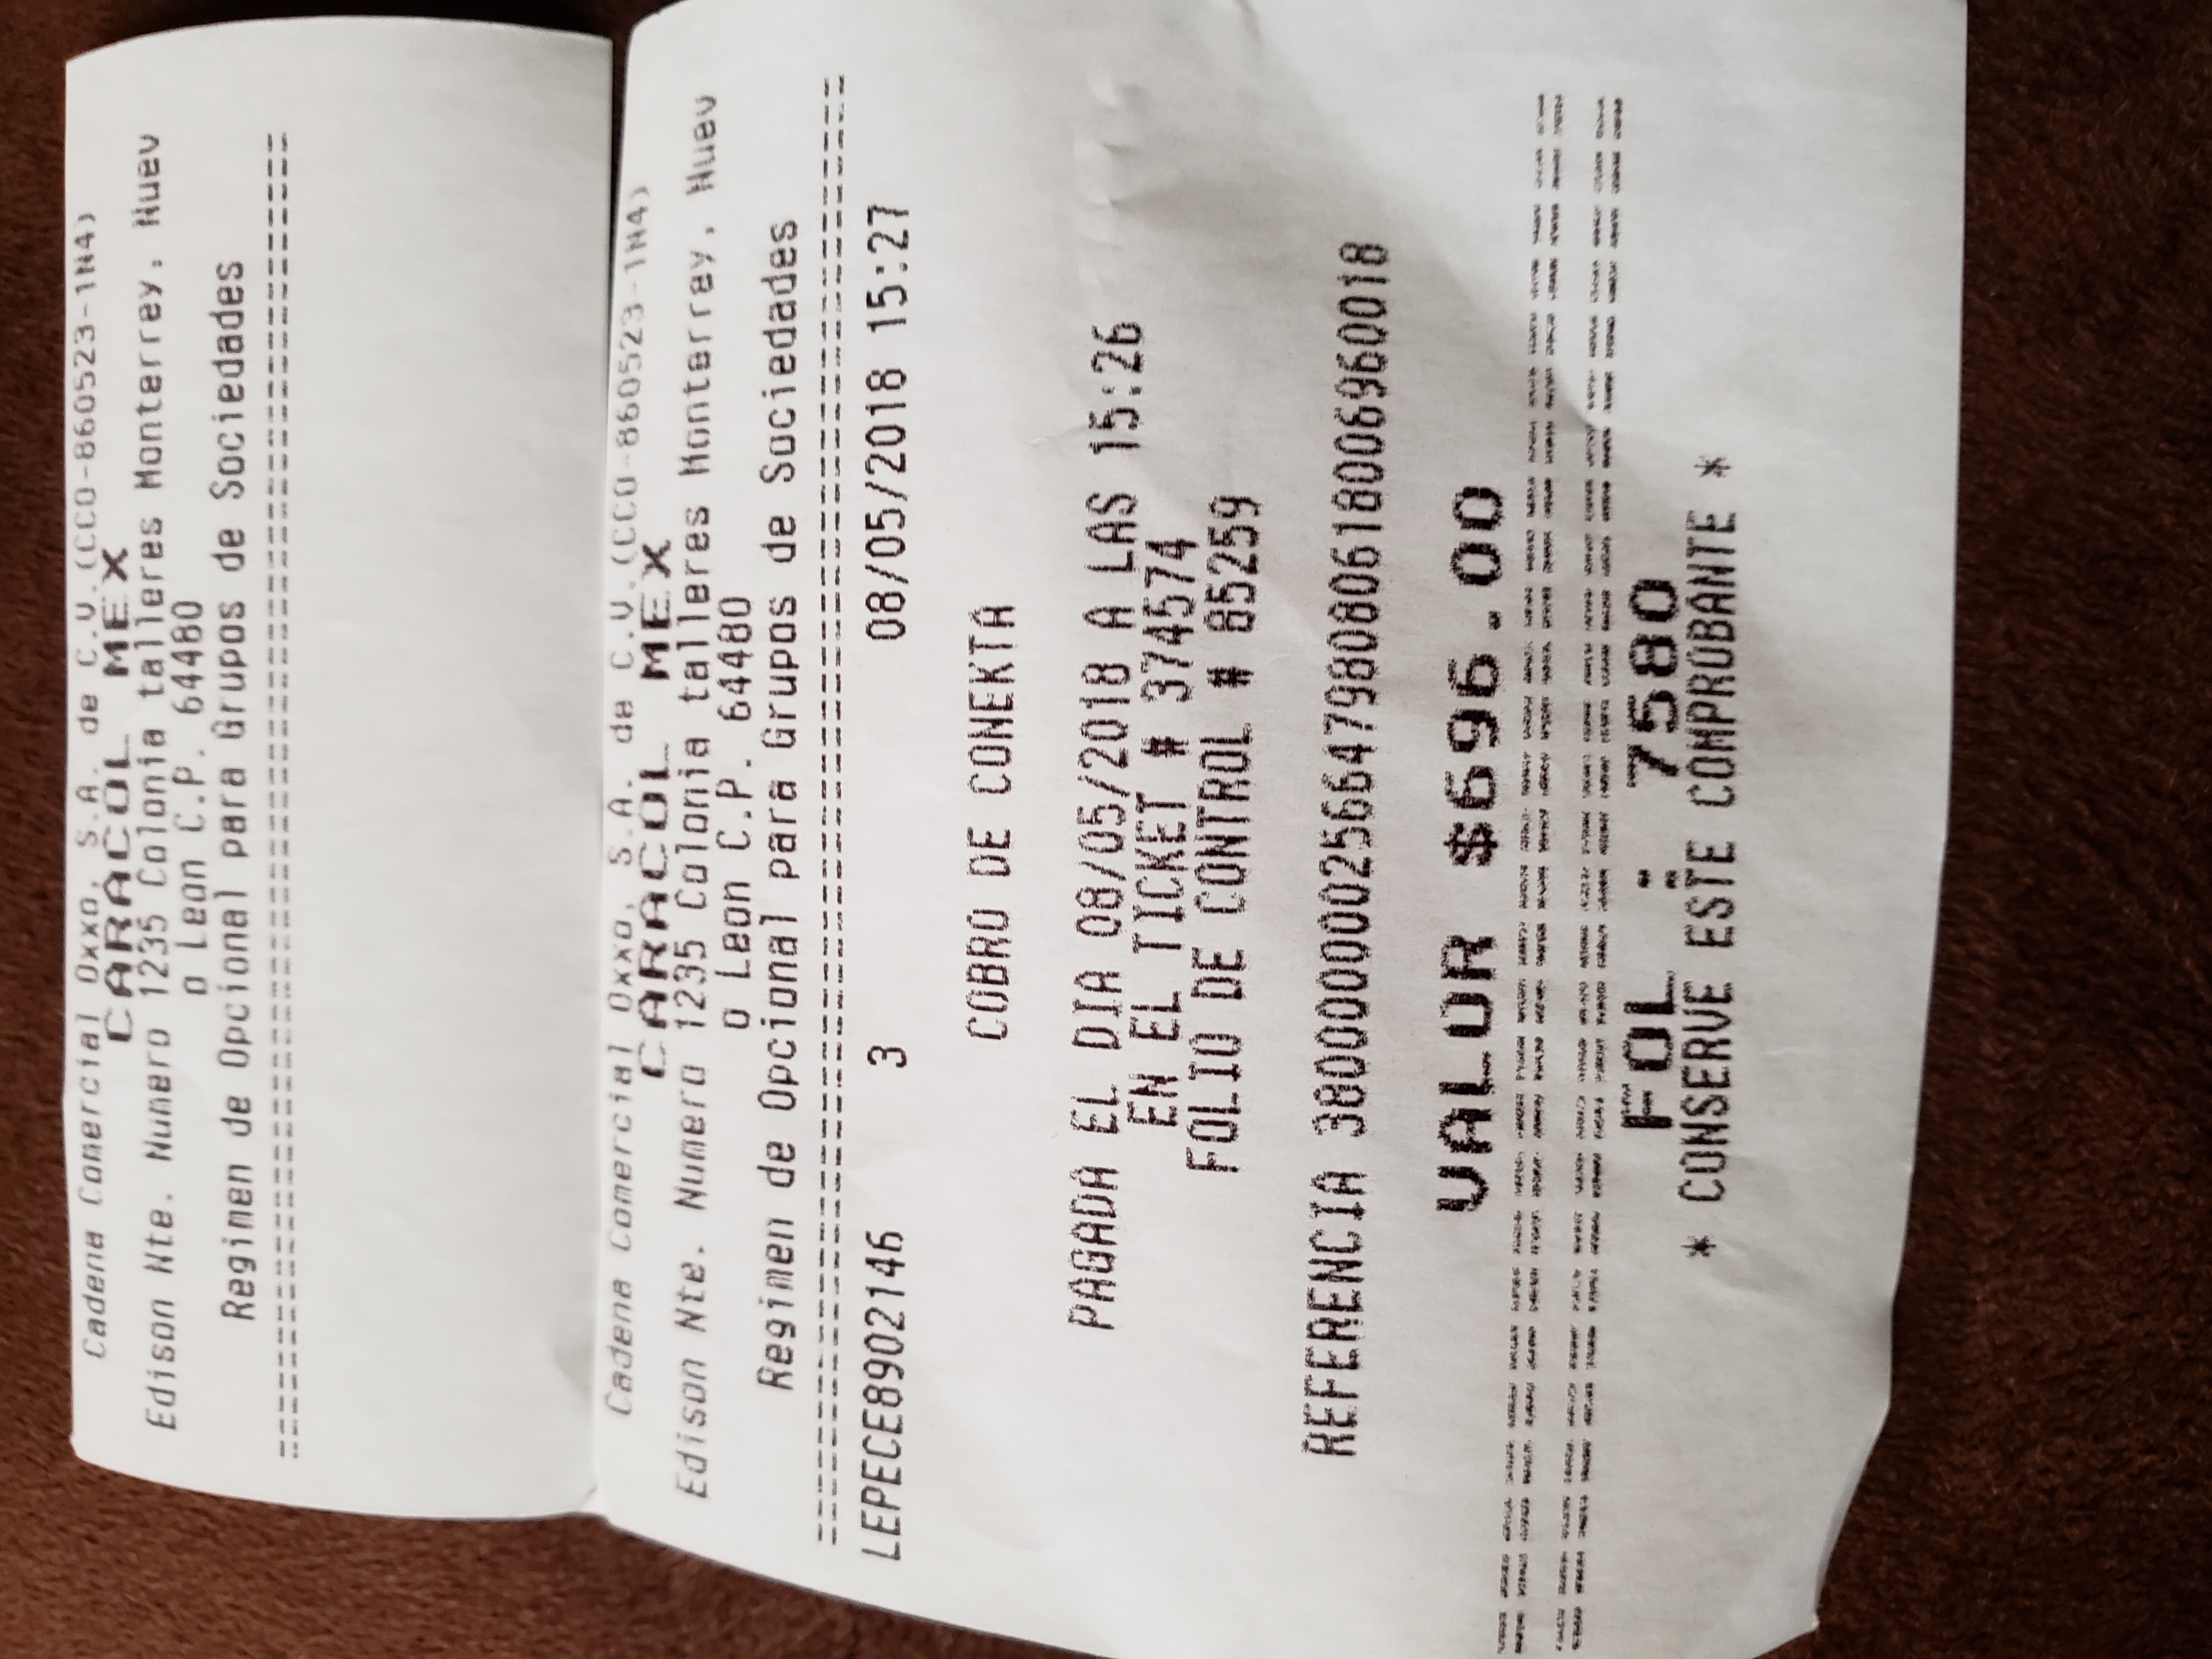 Cadena Comercial Oxxo, S.A. de C.V.(CCO-860523-1N4)
CARACOL MEX
Edison Nte. Numero 1235 Colonia talleres Monterrey, Nuev
o Leon C.P. 64480
Regimen de Opcional para Grupos de Sociedades
Cadena Comercial Oxxo, S.A. de C.V.(CCO-860523-1N4)
CARACOL MEX
Edison Nte. Numero 1235 Colonia talleres Monterrey, Nuev
o Leon C.P. 64480
Regimen de Opcional para Grupos de Sociedades
LEPECE8902146 3 08/05/2018 15:27
COBRO DE CONEKTA
PAGADA EL DIA 08/05/2018 A LAS 15:26
EN EL TICKET # 374574
FOLIO DE CONTROL # 85259
REFERENCIA 38000000025664798080618006960018
VALOR $696.00
FOL : 7580
* CONSERVE ESTE COMPROBANTE *